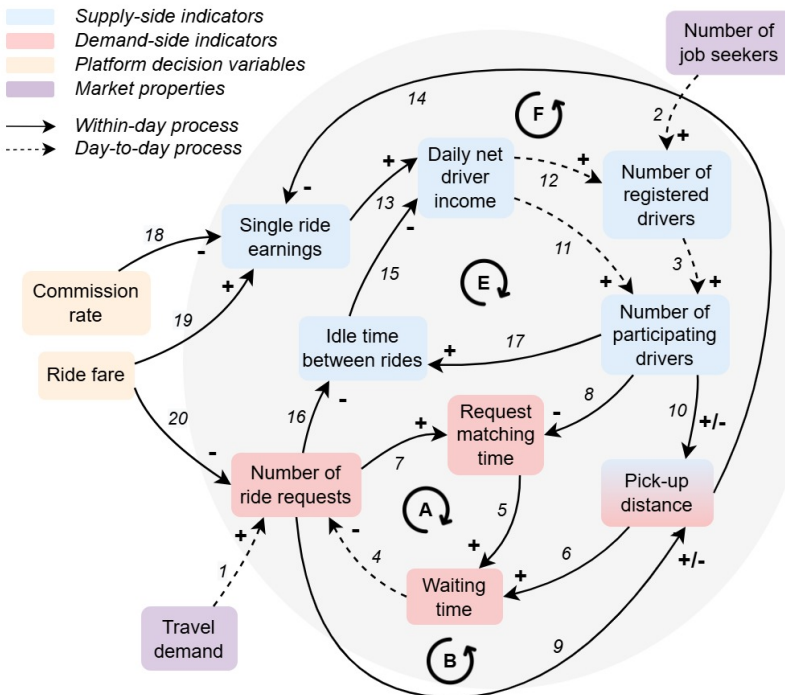 Supply-side indicators
Demand-side indicators
Platform decision variables
Market properties
Within-day process
Day-to-day process
Number of
job seekers
14
F
2
+
Daily net
driver
income
+
12
+
Number of
registered
drivers
-
13
-
Single ride
earnings
18
-
11
3
+
15
E
+
Commission
rate
+
19
Number of
participating
drivers
Idle time
between rides
17
+
Ride fare
-
Request
matching
time
-
8
10
+/-
20
16
+
7
-
Number of
ride requests
Pick-up
distance
A
5
+
-
+
+/-
4
6
1
+
Waiting
time
Travel
demand
B
9